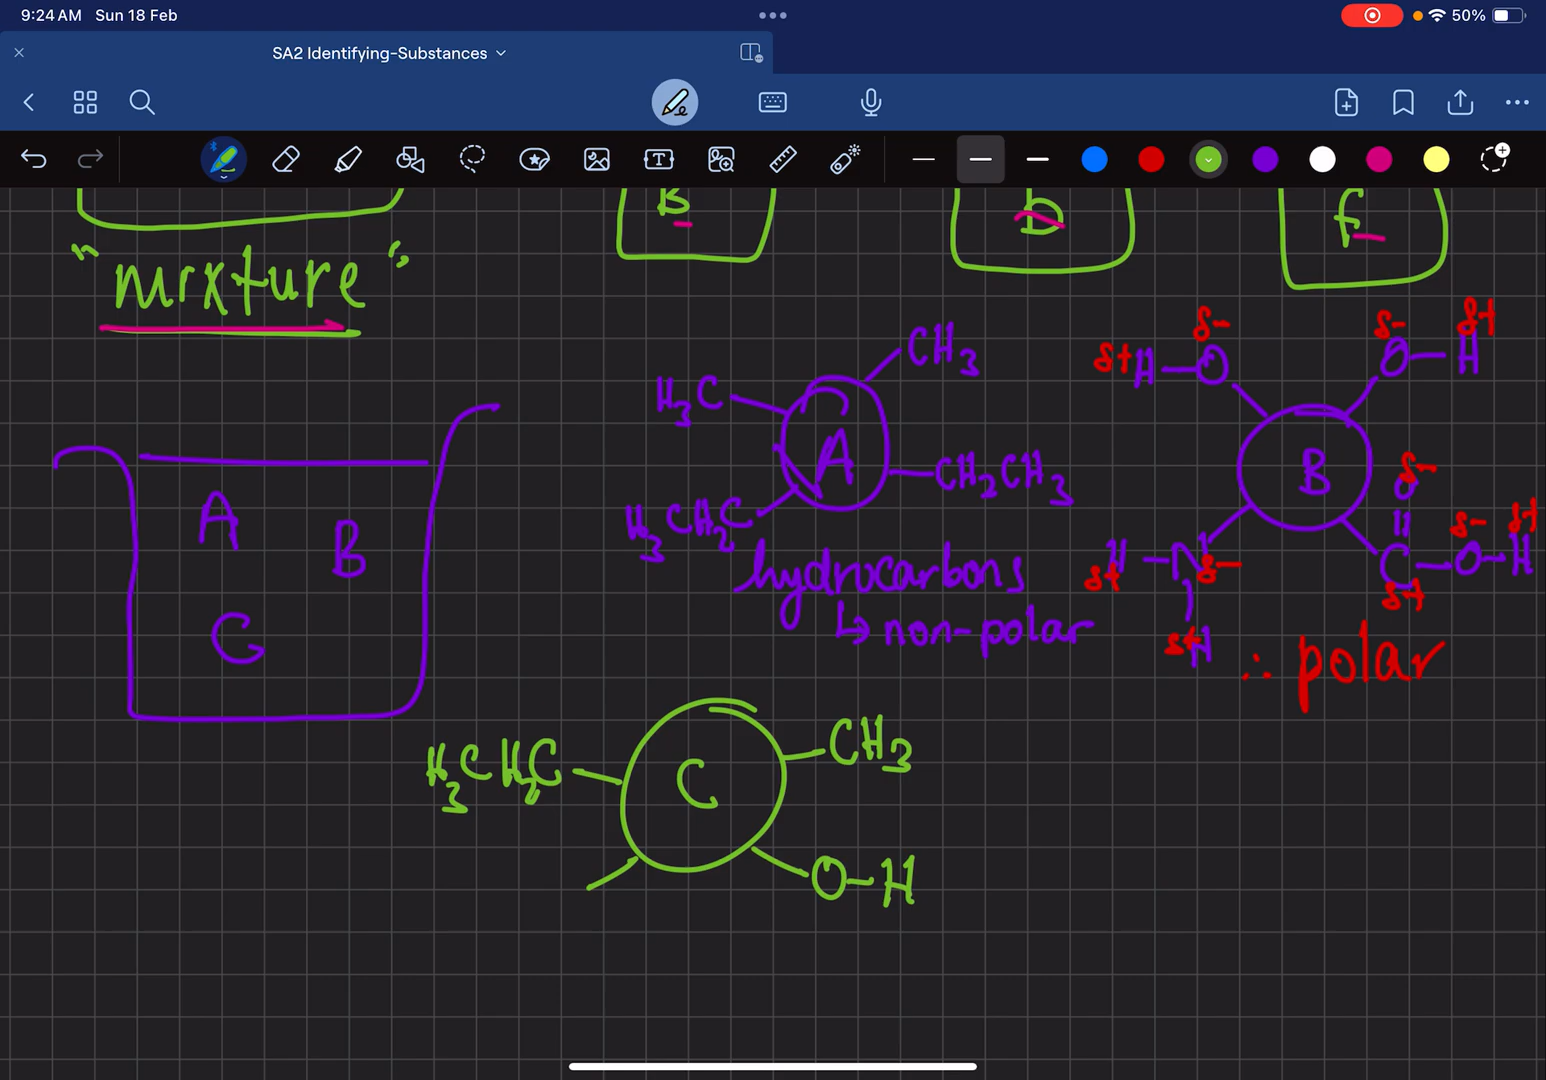 9:24 AM Sun 18 Feb
50%
SA2 Identifying-Substances
T
B
D
F
"mixture"
A
B
C
H₃C
CH₃
A
CH₂CH₃
H₃CH₂C
hydrocarbons
↳ non-polar
δ+ H—O δ-
δ- O—H δ+
B
O δ-
||
C—O—H
δ+ δ- δ+
H—N δ-
δ+ |
δ+ H
∴ polar
H₃CH₂C
C
CH₃
O—H